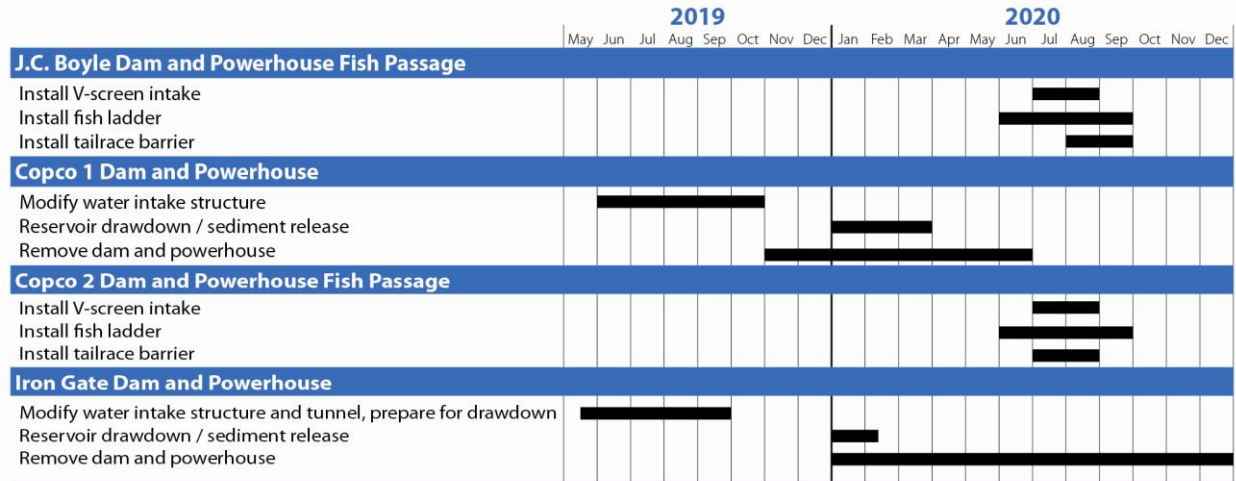 2019 2020
May Jun Jul Aug Sep Oct Nov Dec Jan Feb Mar Apr May Jun Jul Aug Sep Oct Nov Dec
J.C. Boyle Dam and Powerhouse Fish Passage
Install V-screen intake
Install fish ladder
Install tailrace barrier
Copco 1 Dam and Powerhouse
Modify water intake structure
Reservoir drawdown / sediment release
Remove dam and powerhouse
Copco 2 Dam and Powerhouse Fish Passage
Install V-screen intake
Install fish ladder
Install tailrace barrier
Iron Gate Dam and Powerhouse
Modify water intake structure and tunnel, prepare for drawdown
Reservoir drawdown / sediment release
Remove dam and powerhouse